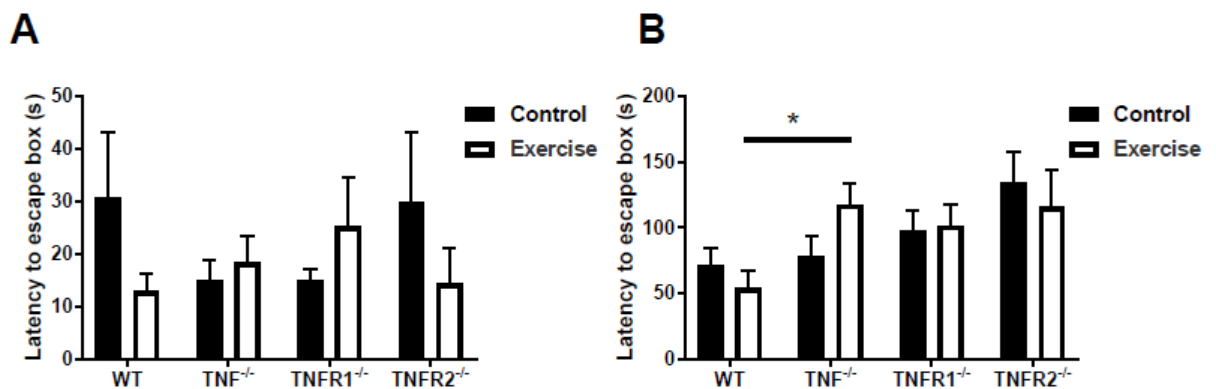 A
Latency to escape box (s)
50
40
30
20
10
0
WT
TNF-/-
TNFR1-/-
TNFR2-/-
Control
Exercise
B
Latency to escape box (s)
200
150
100
50
0
*
WT
TNF-/-
TNFR1-/-
TNFR2-/-
Control
Exercise